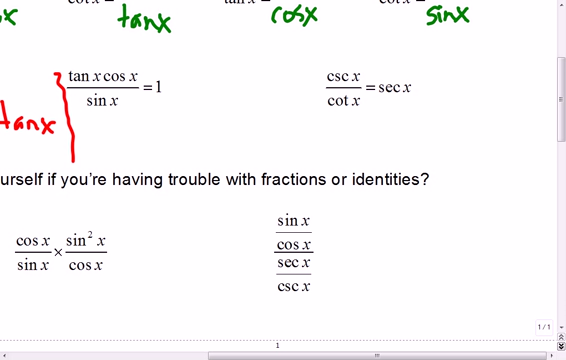 tanx cosx sinx
tanx
tan x cos x / sin x = 1
csc x / cot x = sec x
urself if you're having trouble with fractions or identities?
cos x / sin x × sin² x / cos x
sin x
cos x
sec x
csc x
1 / 1
1